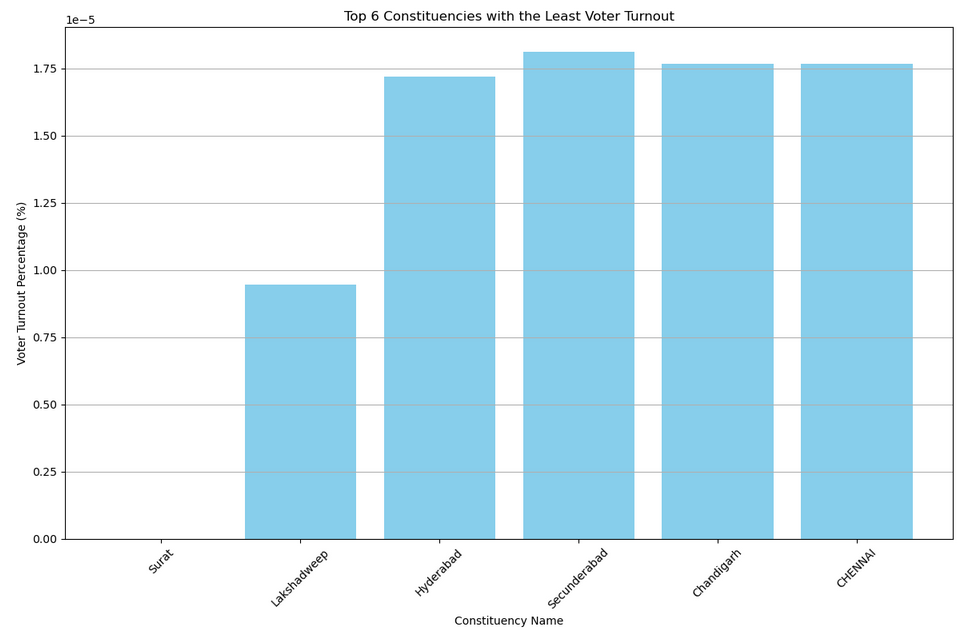 Top 6 Constituencies with the Least Voter Turnout
1e−5
1.75
1.50
1.25
1.00
0.75
0.50
0.25
0.00
Voter Turnout Percentage (%)
Surat
Lakshadweep
Hyderabad
Secunderabad
Chandigarh
CHENNAI
Constituency Name